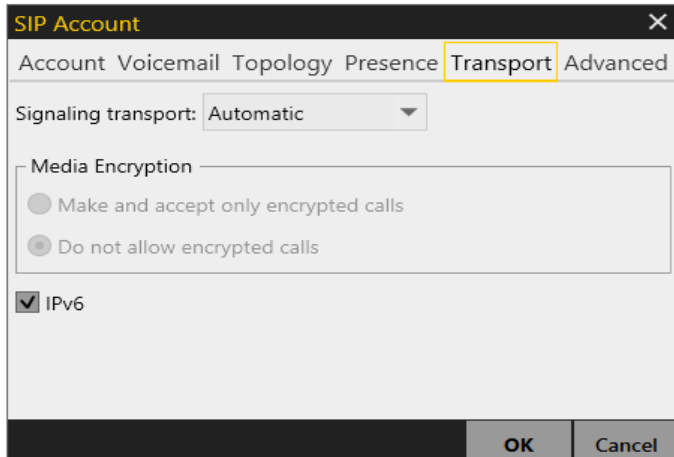 SIP Account
Account Voicemail Topology Presence Transport Advanced
Signaling transport: Automatic
Media Encryption
Make and accept only encrypted calls
Do not allow encrypted calls
IPv6
OK Cancel